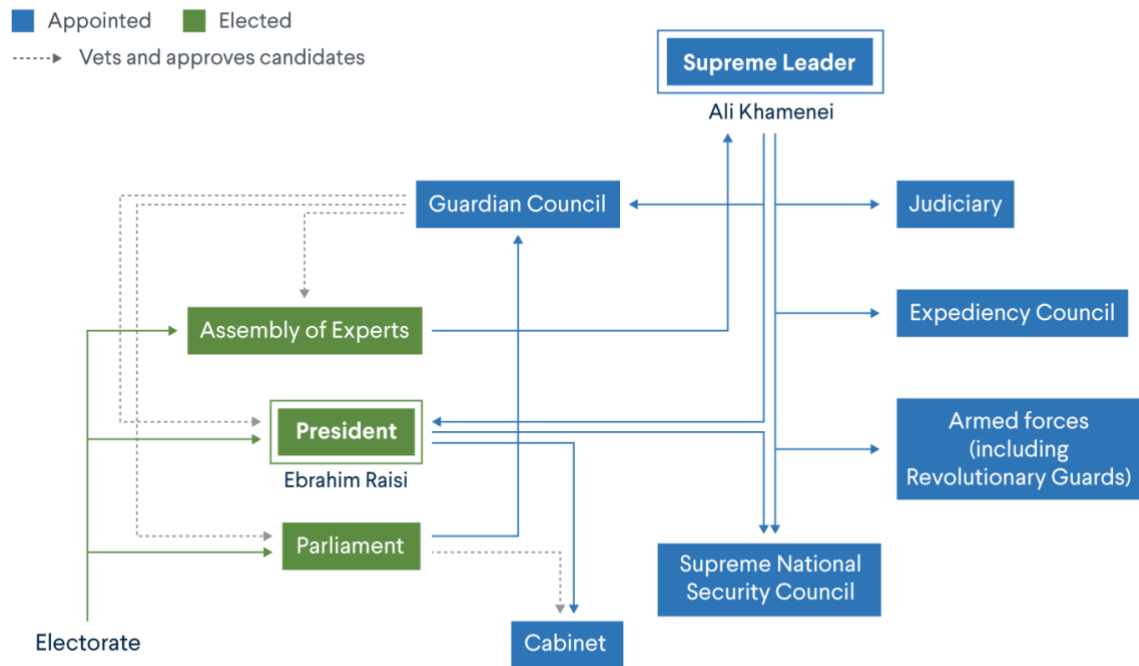 Appointed
Elected
Vets and approves candidates
Supreme Leader
Ali Khamenei
Guardian Council
Judiciary
Assembly of Experts
Expediency Council
President
Ebrahim Raisi
Armed forces
(including
Revolutionary Guards)
Parliament
Supreme National
Security Council
Electorate
Cabinet